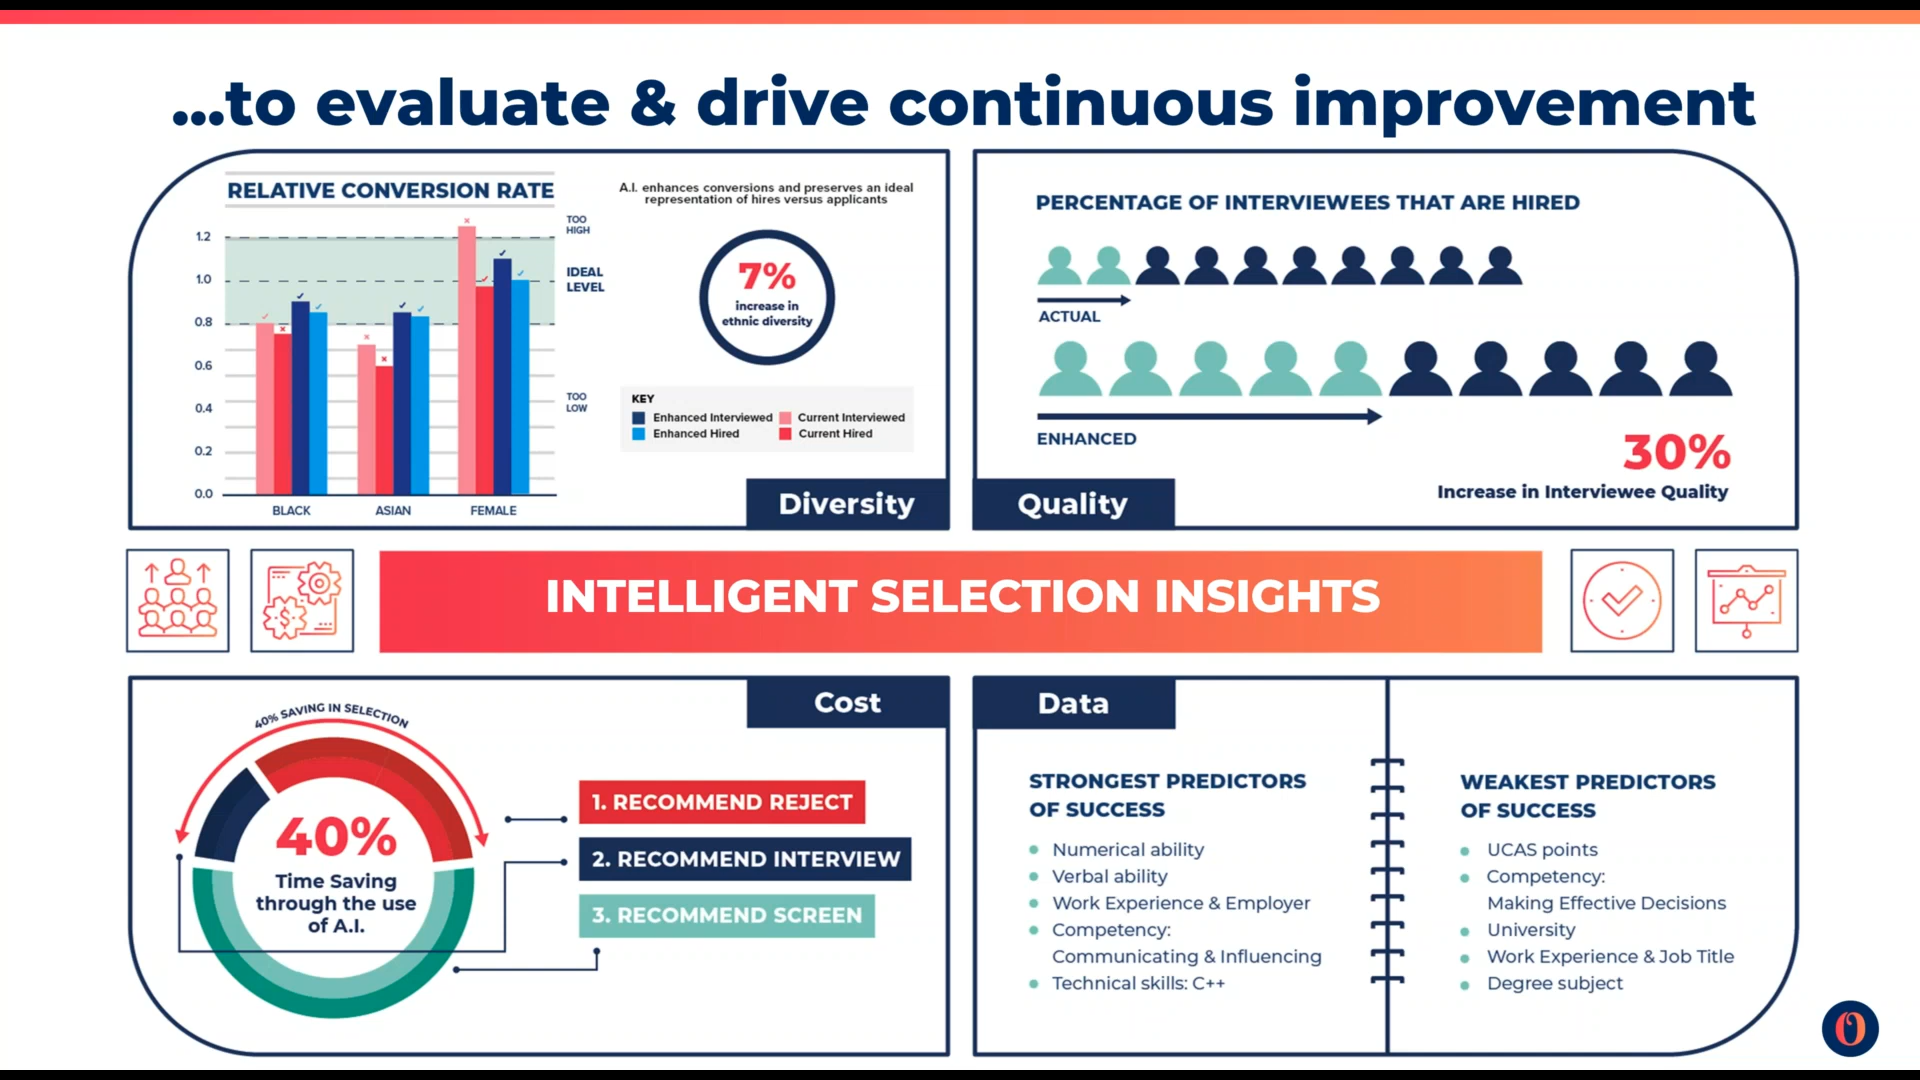 ...to evaluate & drive continuous improvement
RELATIVE CONVERSION RATE
1.2
1.0
0.8
0.6
0.4
0.2
0.0
TOO
HIGH
IDEAL
LEVEL
TOO
LOW
BLACK
ASIAN
FEMALE
A.I. enhances conversions and preserves an ideal
representation of hires versus applicants
7%
increase in
ethnic diversity
KEY
Enhanced Interviewed
Current Interviewed
Enhanced Hired
Current Hired
Diversity
PERCENTAGE OF INTERVIEWEES THAT ARE HIRED
ACTUAL
ENHANCED
30%
Increase in Interviewee Quality
Quality
INTELLIGENT SELECTION INSIGHTS
Cost
40% SAVING IN SELECTION
40%
Time Saving
through the use
of A.I.
1. RECOMMEND REJECT
2. RECOMMEND INTERVIEW
3. RECOMMEND SCREEN
Data
STRONGEST PREDICTORS
OF SUCCESS
Numerical ability
Verbal ability
Work Experience & Employer
Competency:
Communicating & Influencing
Technical skills: C++
WEAKEST PREDICTORS
OF SUCCESS
UCAS points
Competency:
Making Effective Decisions
University
Work Experience & Job Title
Degree subject